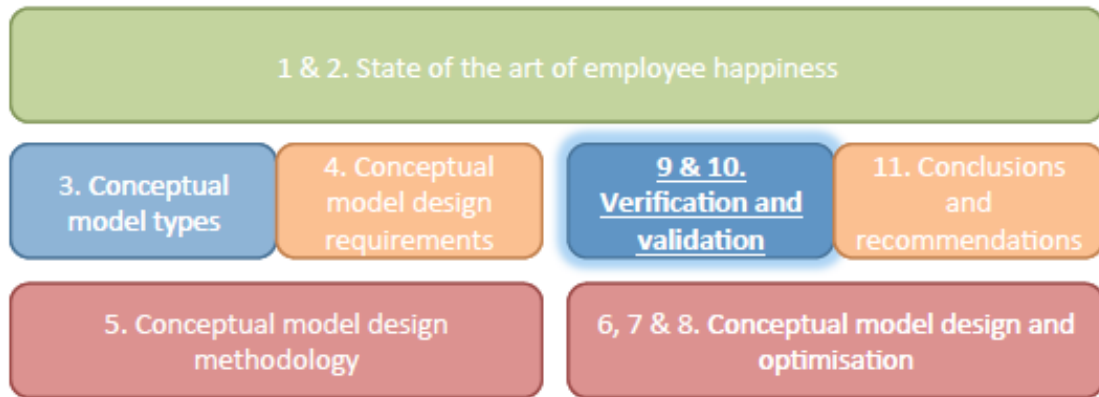 1 & 2. State of the art of employee happiness
3. Conceptual
model types
4. Conceptual
model design
requirements
9 & 10.
Verification and
validation
11. Conclusions
and
recommendations
5. Conceptual model design
methodology
6, 7 & 8. Conceptual model design and
optimisation